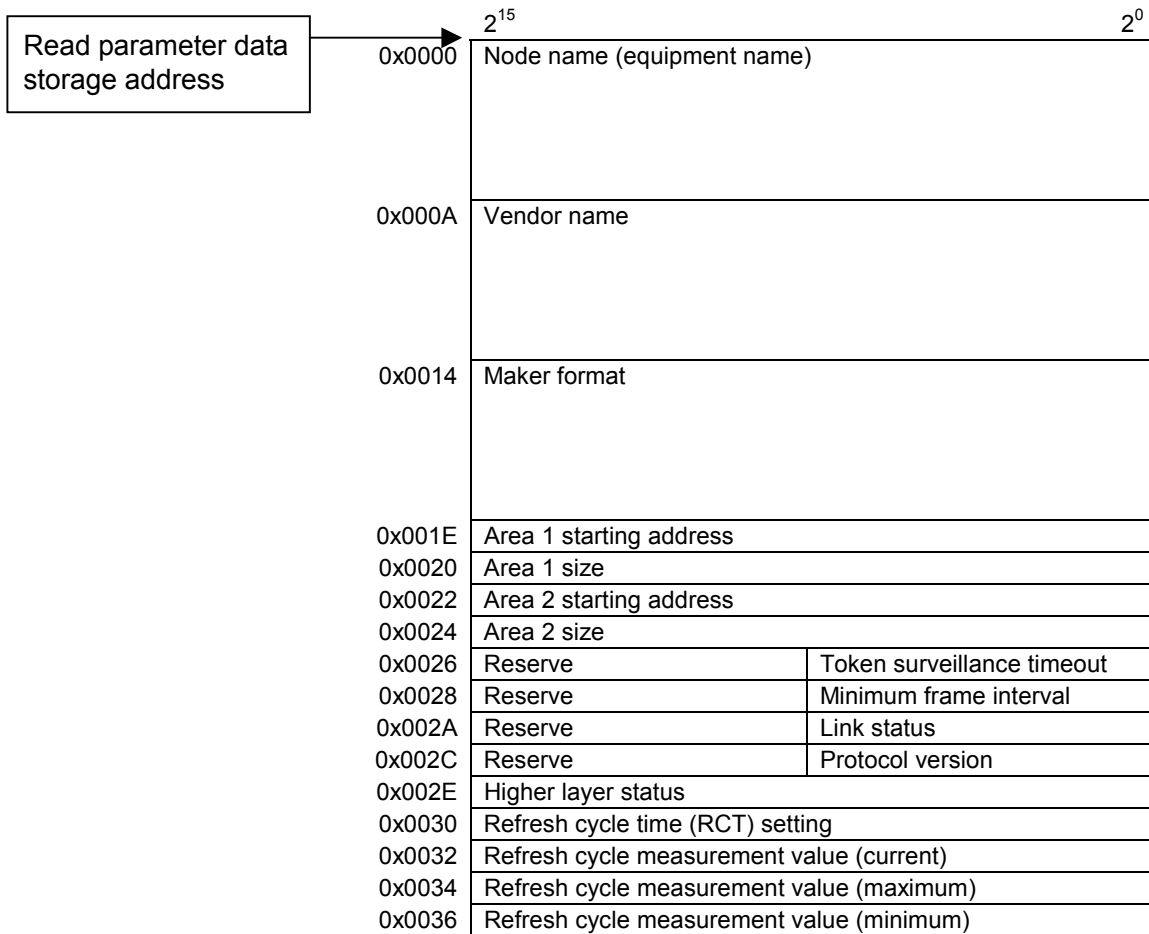 2^15 2^0
Read parameter data
storage address
0x0000 Node name (equipment name)
0x000A Vendor name
0x0014 Maker format
0x001E Area 1 starting address
0x0020 Area 1 size
0x0022 Area 2 starting address
0x0024 Area 2 size
0x0026 Reserve Token surveillance timeout
0x0028 Reserve Minimum frame interval
0x002A Reserve Link status
0x002C Reserve Protocol version
0x002E Higher layer status
0x0030 Refresh cycle time (RCT) setting
0x0032 Refresh cycle measurement value (current)
0x0034 Refresh cycle measurement value (maximum)
0x0036 Refresh cycle measurement value (minimum)